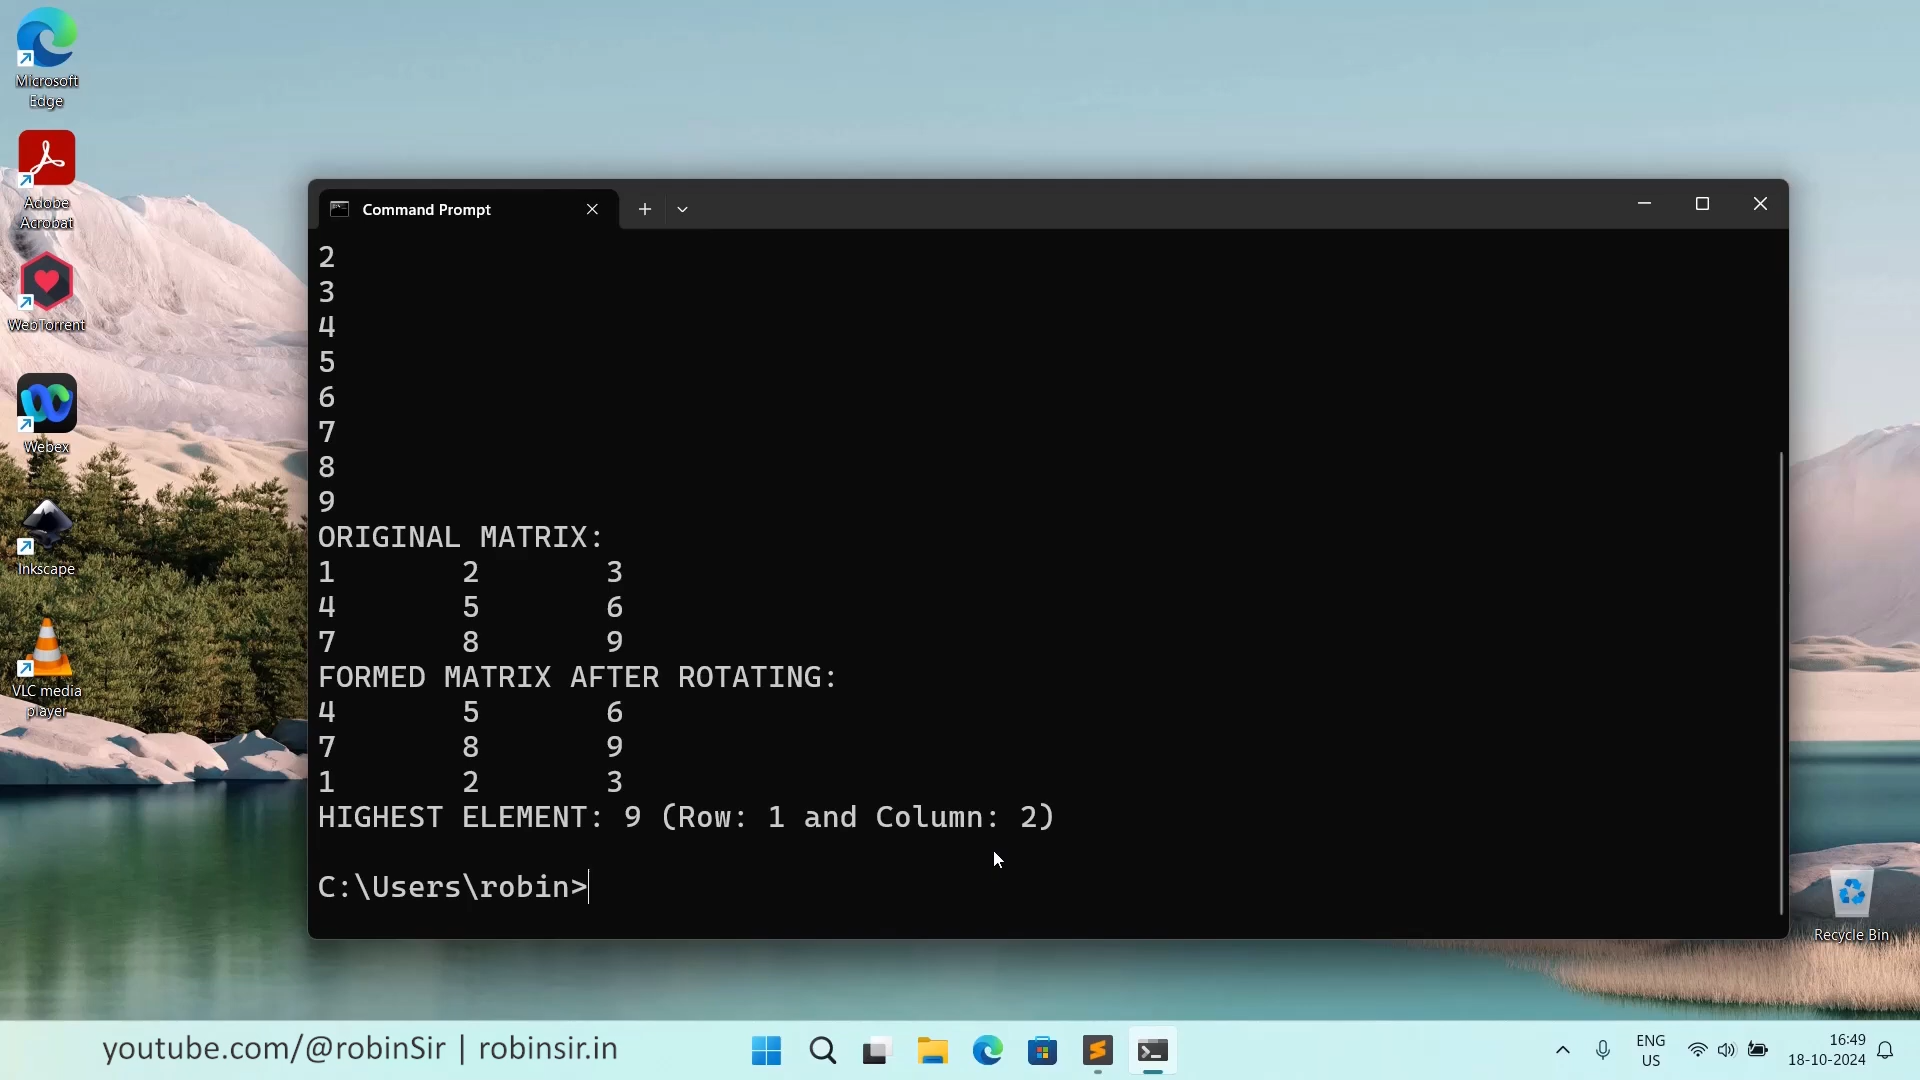 Microsoft
Edge
Adobe
Acrobat
WebTorrent
Webex
Inkscape
VLC media
player
Command Prompt
2
3
4
5
6
7
8
9
ORIGINAL MATRIX:
1 2 3
4 5 6
7 8 9
FORMED MATRIX AFTER ROTATING:
4 5 6
7 8 9
1 2 3
HIGHEST ELEMENT: 9 (Row: 1 and Column: 2)
C:\Users\robin>
Recycle Bin
youtube.com/@robinSir | robinsir.in
ENG
US
16:49
18-10-2024